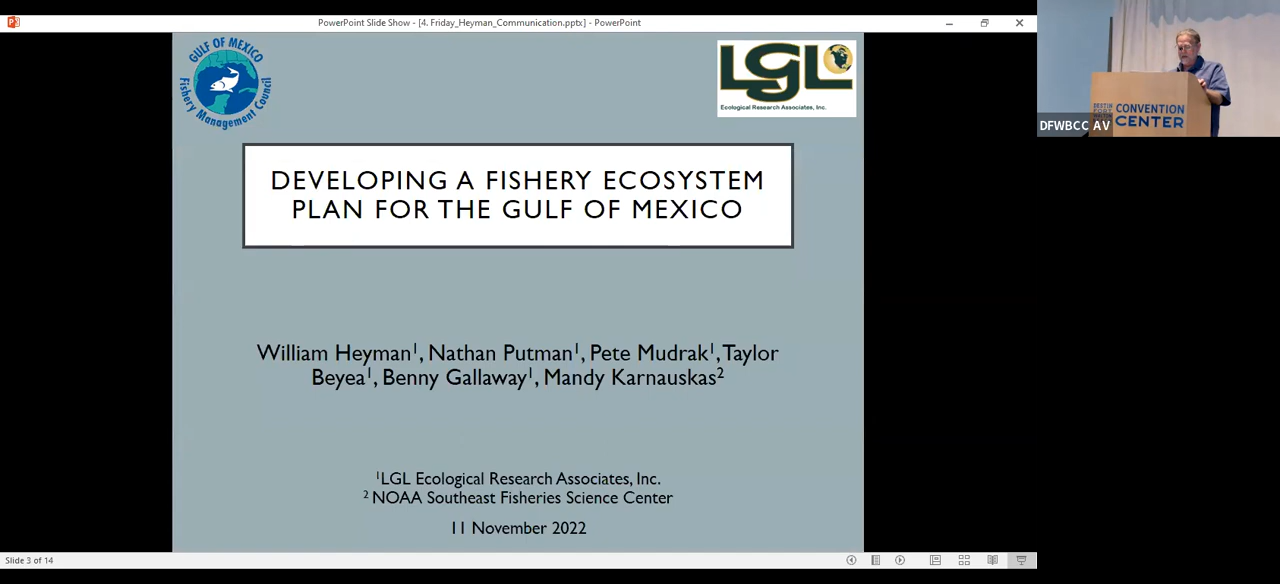 PowerPoint Slide Show - [4. Friday_Heyman_Communication.pptx] - PowerPoint
GULF OF MEXICO
Fishery Management Council
LGL
Ecological Research Associates, Inc.
DEVELOPING A FISHERY ECOSYSTEM
PLAN FOR THE GULF OF MEXICO
William Heyman¹, Nathan Putman¹, Pete Mudrak¹, Taylor
Beyea¹, Benny Gallaway¹, Mandy Karnauskas²
¹LGL Ecological Research Associates, Inc.
² NOAA Southeast Fisheries Science Center
11 November 2022
Slide 3 of 14
DESTIN
FORT
CONVENTION
CENTER
DFWBCC AV